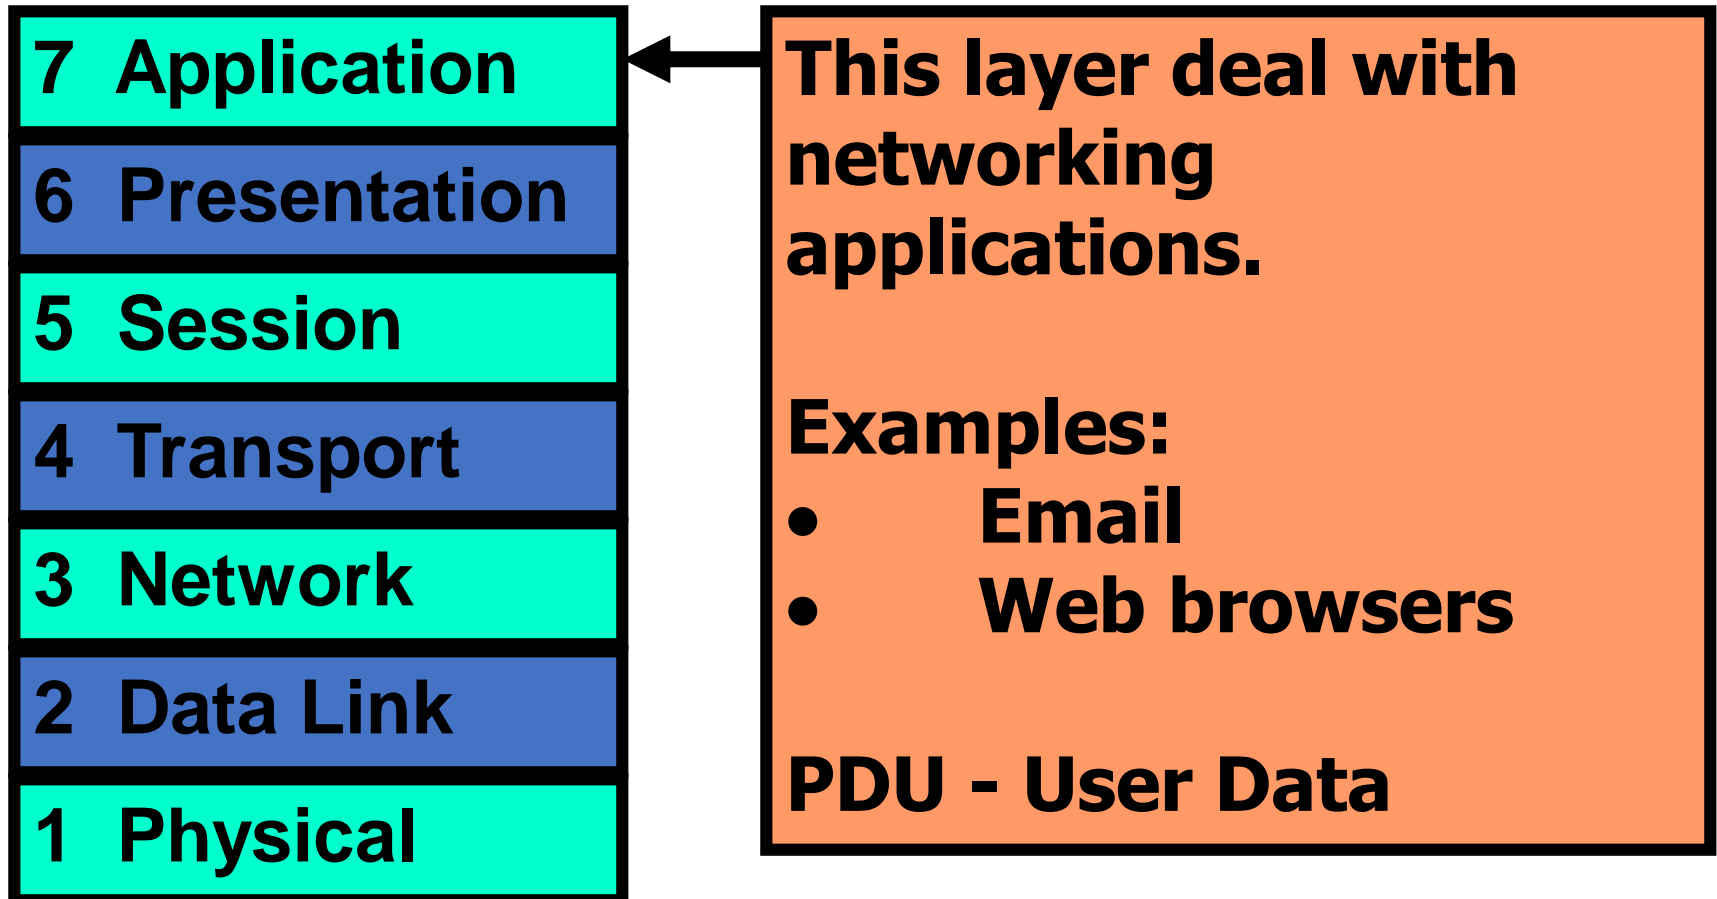 7 Application
6 Presentation
5 Session
4 Transport
3 Network
2 Data Link
1 Physical
This layer deal with
networking
applications.
Examples:
• Email
• Web browsers
PDU - User Data